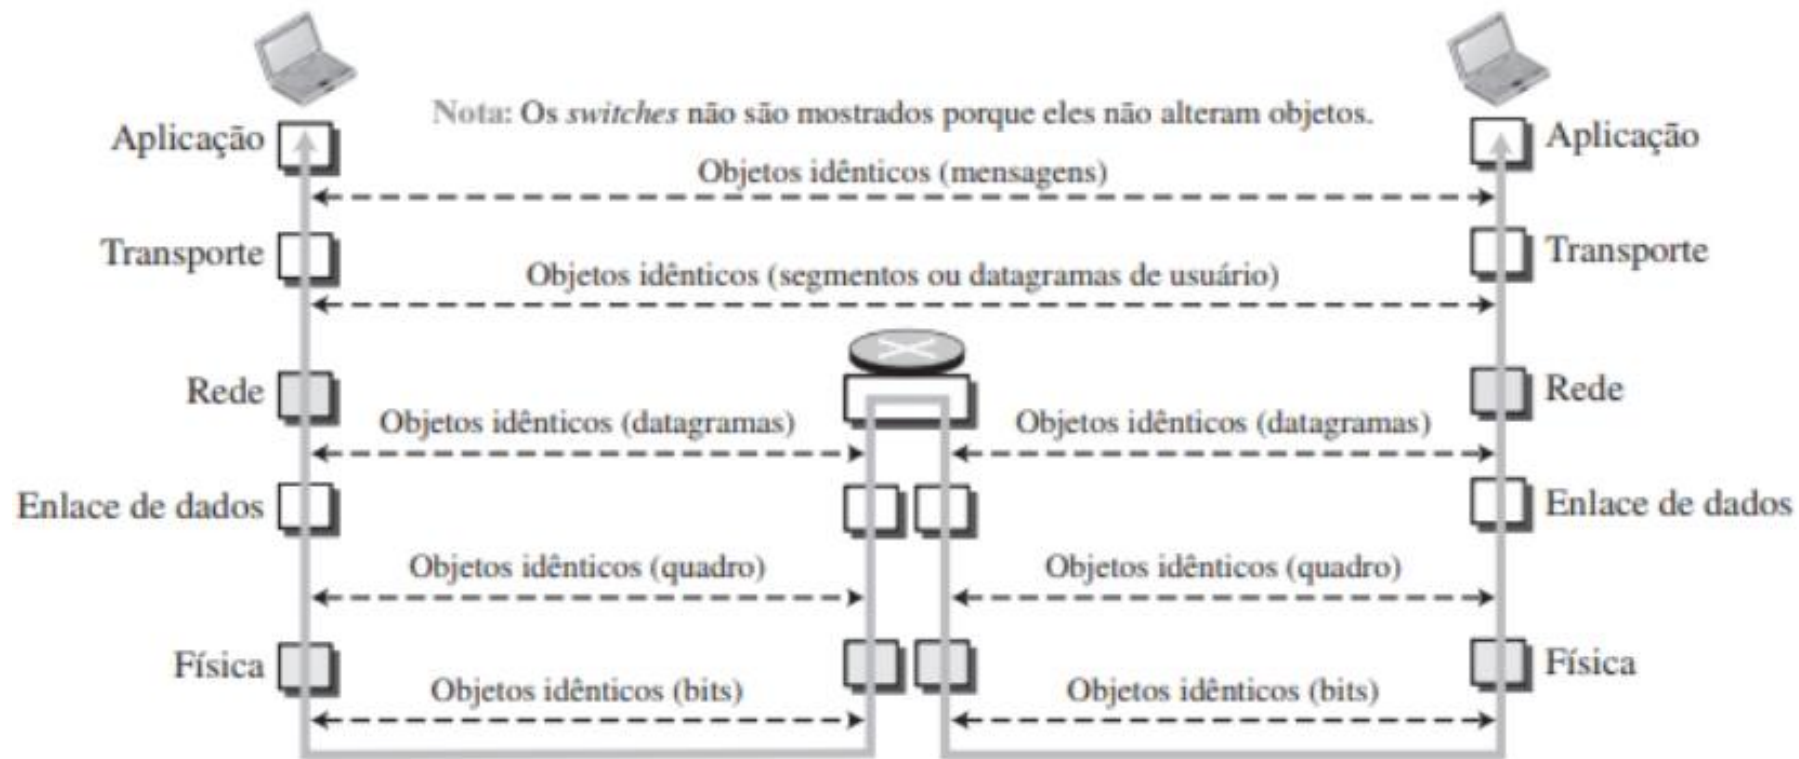 Nota: Os switches não são mostrados porque eles não alteram objetos.
Aplicação
Aplicação
Objetos idênticos (mensagens)
Transporte
Transporte
Objetos idênticos (segmentos ou datagramas de usuário)
Rede
Rede
Objetos idênticos (datagramas)
Objetos idênticos (datagramas)
Enlace de dados
Enlace de dados
Objetos idênticos (quadro)
Objetos idênticos (quadro)
Física
Física
Objetos idênticos (bits)
Objetos idênticos (bits)